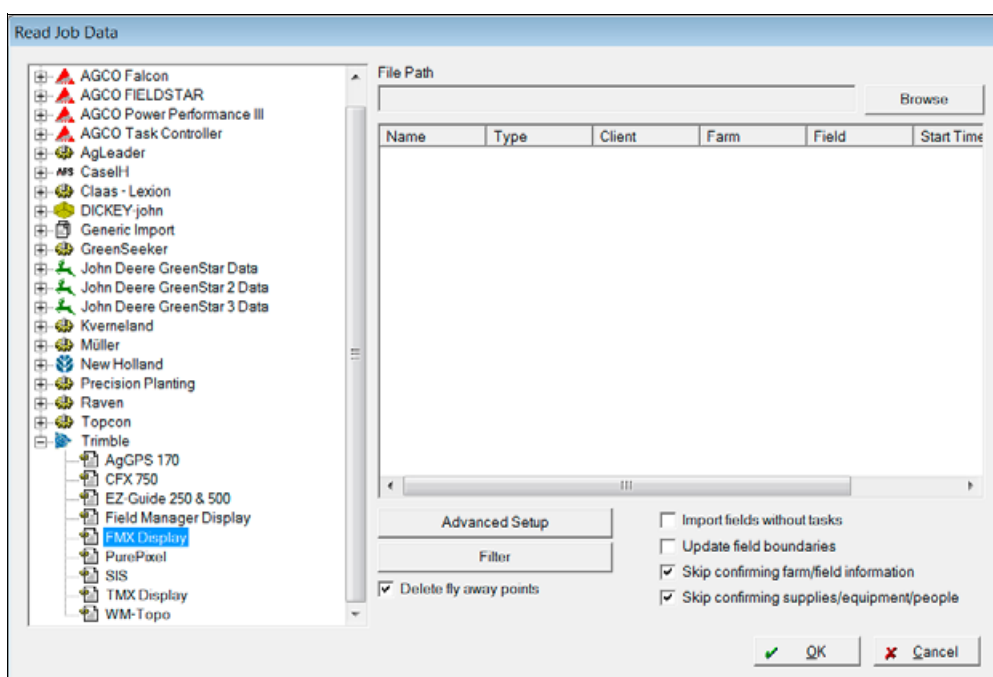 Read Job Data
AGCO Falcon
AGCO FIELDSTAR
AGCO Power Performance III
AGCO Task Controller
AgLeader
AFS CaseIH
Claas - Lexion
DICKEY-john
Generic Import
GreenSeeker
John Deere GreenStar Data
John Deere GreenStar 2 Data
John Deere GreenStar 3 Data
Kverneland
Müller
New Holland
Precision Planting
Raven
Topcon
Trimble
AgGPS 170
CFX 750
EZ-Guide 250 & 500
Field Manager Display
FMX Display
PurePixel
SIS
TMX Display
WM-Topo
File Path
Browse
Name Type Client Farm Field Start Time
Advanced Setup
Filter
Delete fly away points
Import fields without tasks
Update field boundaries
Skip confirming farm/field information
Skip confirming supplies/equipment/people
OK Cancel